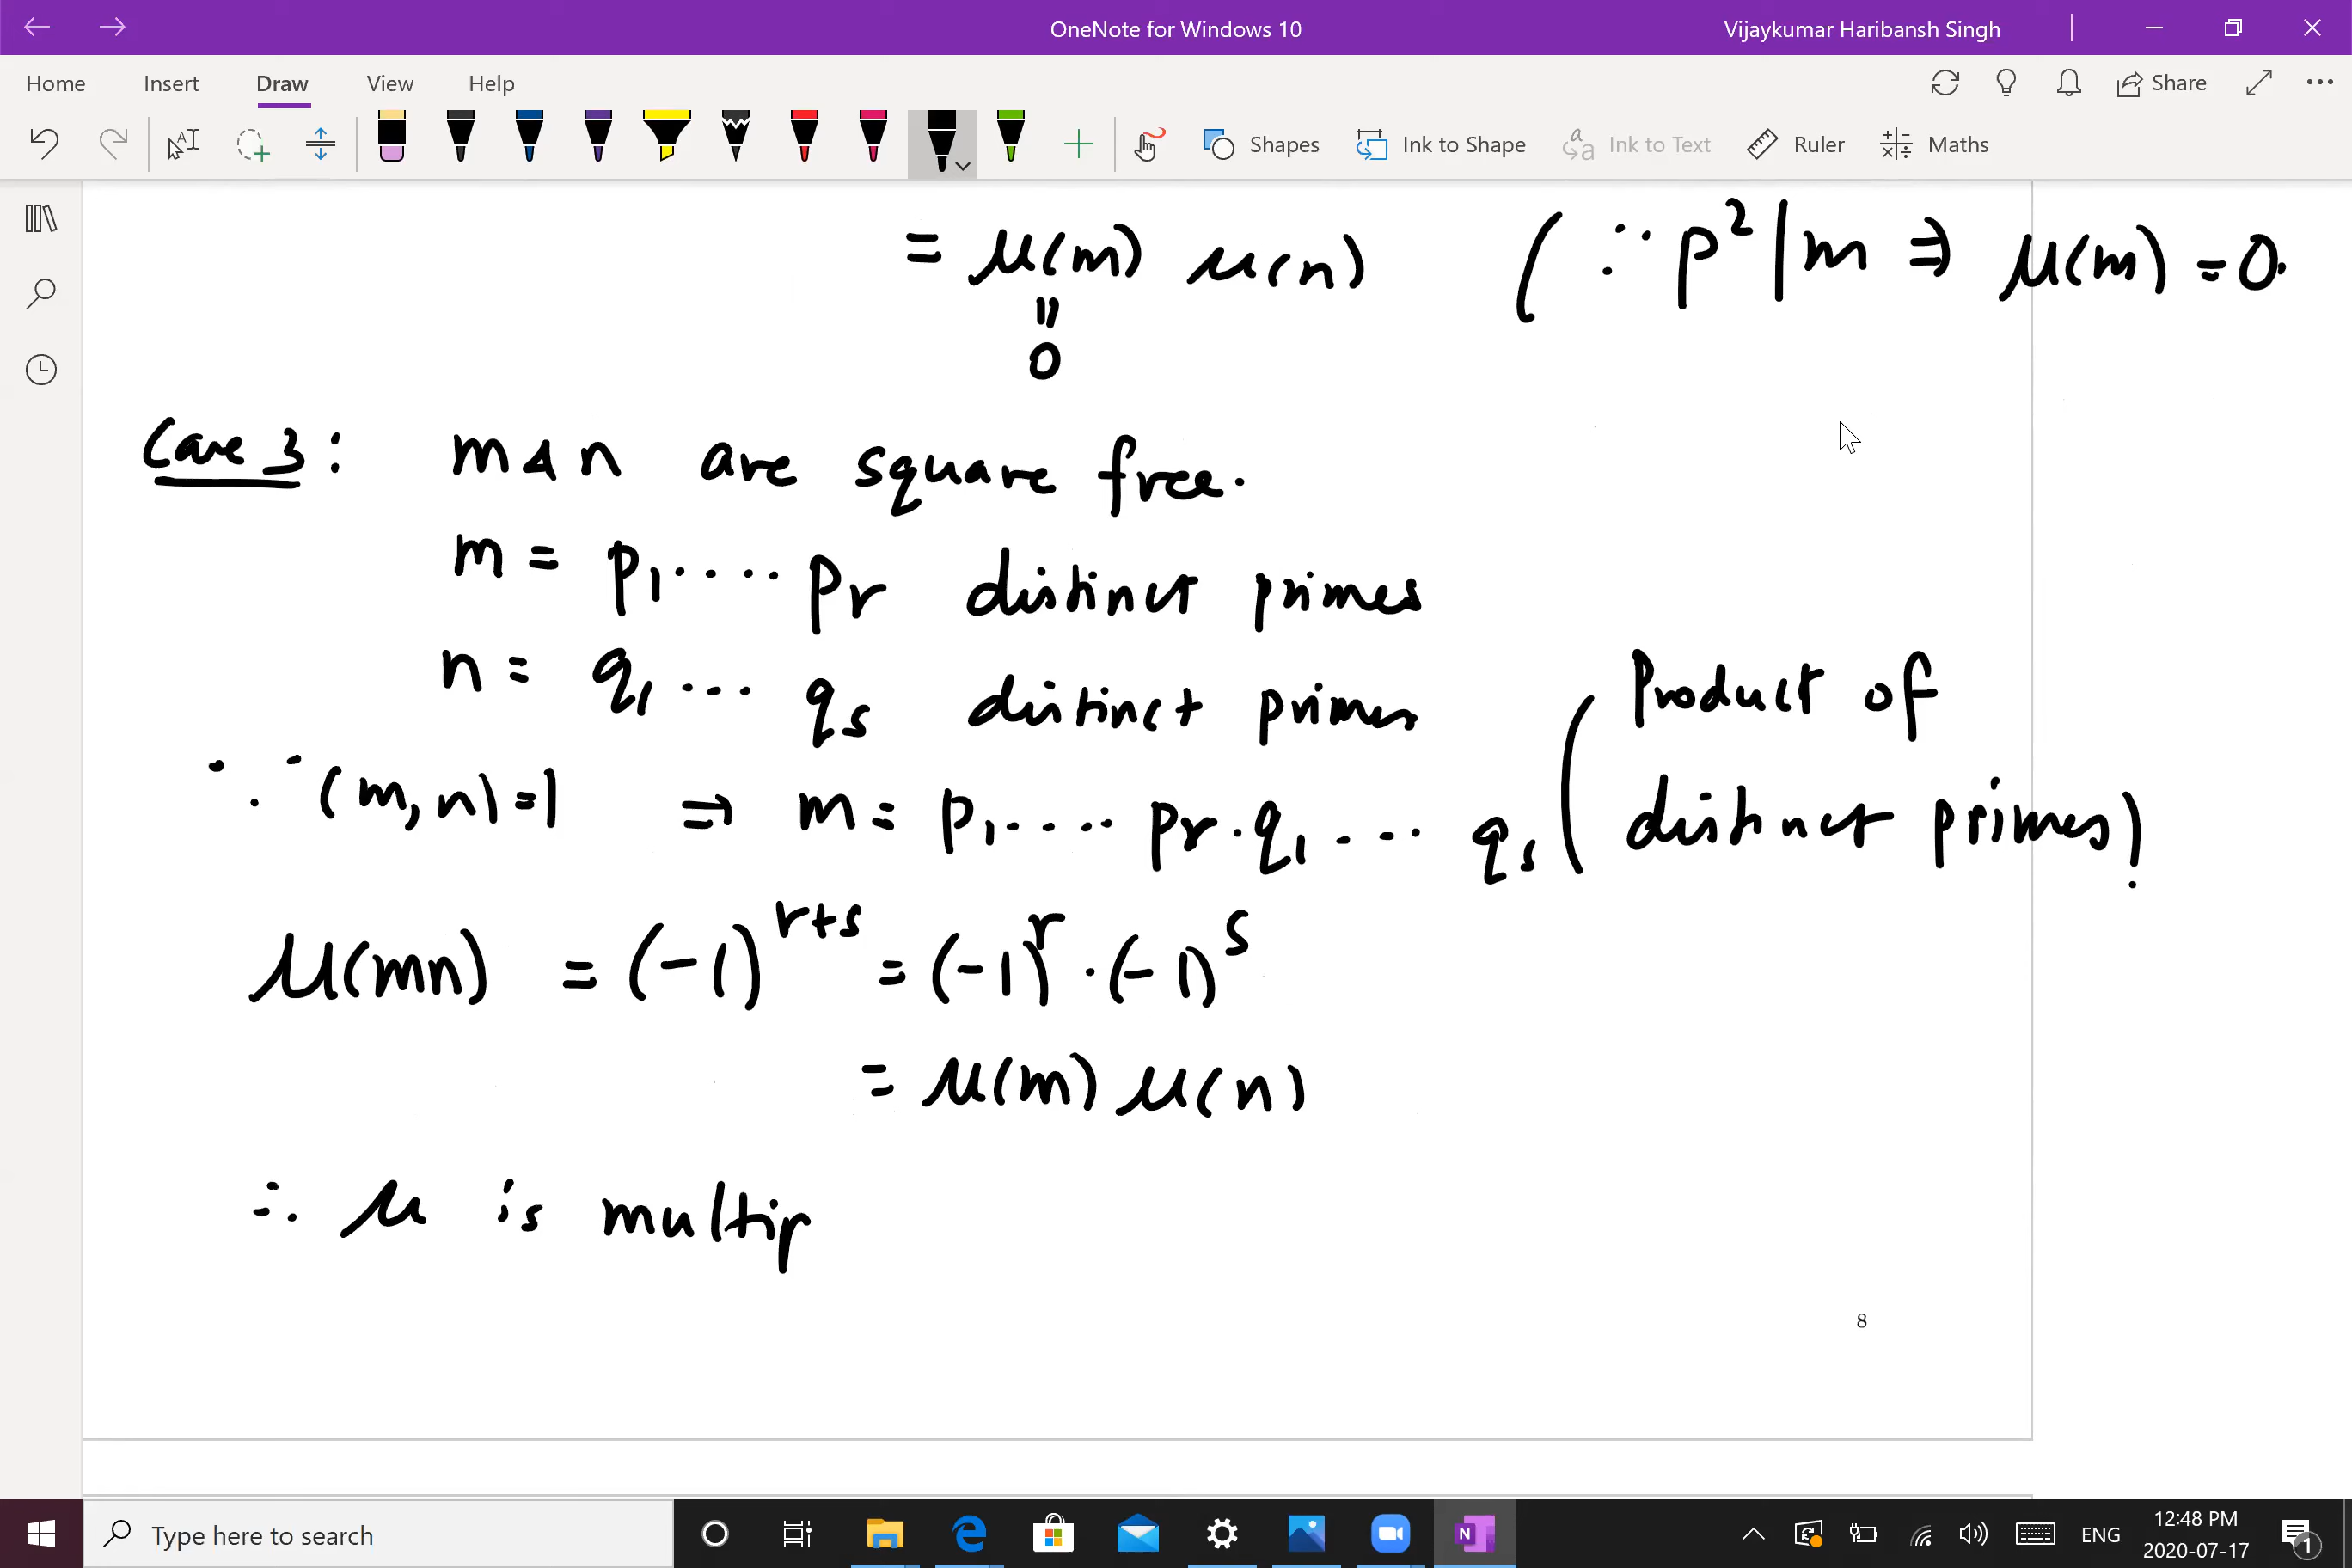 OneNote for Windows 10
Vijaykumar Haribansh Singh
Home Insert Draw View Help
Share
Shapes Ink to Shape Ink to Text Ruler Maths
= μ(m) μ(n) ( ∵ p² | m ⇒ μ(m) = 0.
=
0
Case 3 : m & n are square free.
m = p₁ .... pᵣ distinct primes
n = q₁ ... qₛ distinct primes
∵ (m, n) = 1 ⇒ m = p₁ .... pᵣ . q₁ ... qₛ ( Product of
distinct primes) .
μ(mn) = (-1)ʳ⁺ˢ = (-1)ʳ . (-1)ˢ
= μ(m) μ(n)
∴ μ is multip
8
Type here to search
ENG
12:48 PM
2020-07-17
1